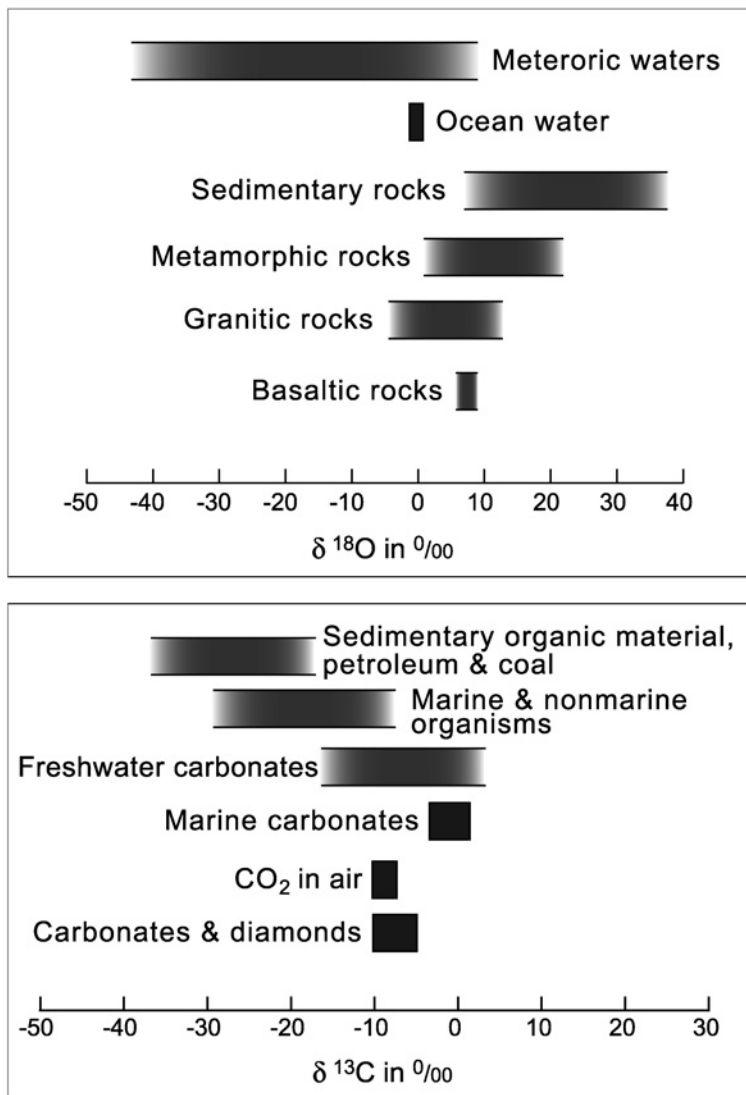 Meteroric waters
Ocean water
Sedimentary rocks
Metamorphic rocks
Granitic rocks
Basaltic rocks
-50 -40 -30 -20 -10 0 10 20 30 40
δ ¹⁸O in ⁰/₀₀
Sedimentary organic material,
petroleum & coal
Marine & nonmarine
organisms
Freshwater carbonates
Marine carbonates
CO₂ in air
Carbonates & diamonds
-50 -40 -30 -20 -10 0 10 20 30
δ ¹³C in ⁰/₀₀